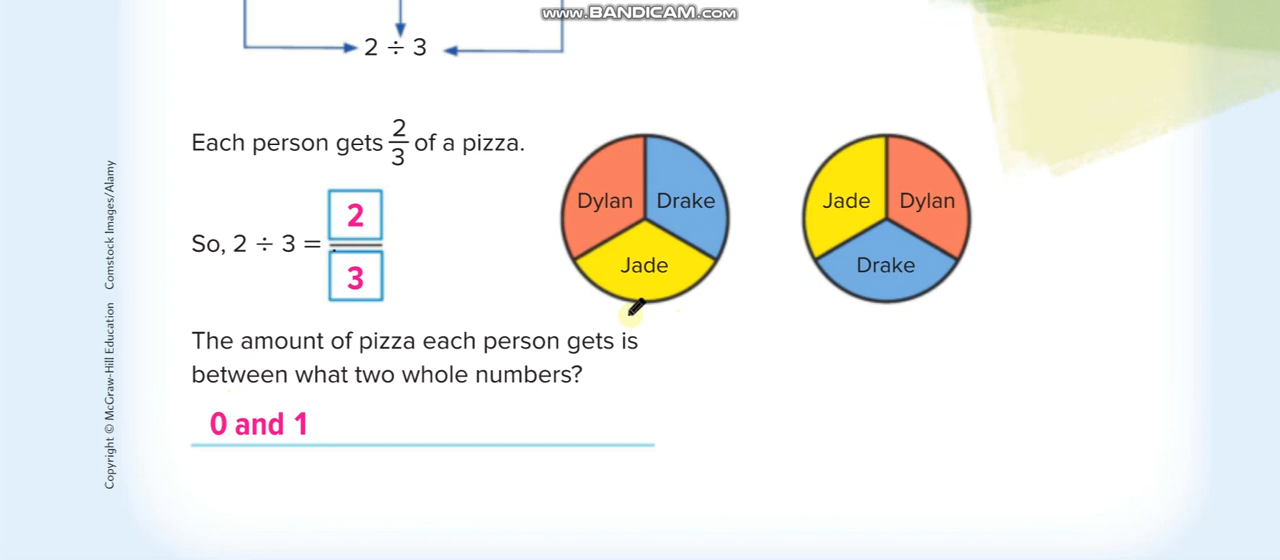 www.BANDICAM.com
2 ÷ 3
Each person gets 2/3 of a pizza.
Dylan Drake
Jade
Jade Dylan
Drake
So, 2 ÷ 3 = 2/3
The amount of pizza each person gets is
between what two whole numbers?
0 and 1
Copyright © McGraw-Hill Education Comstock Images/Alamy